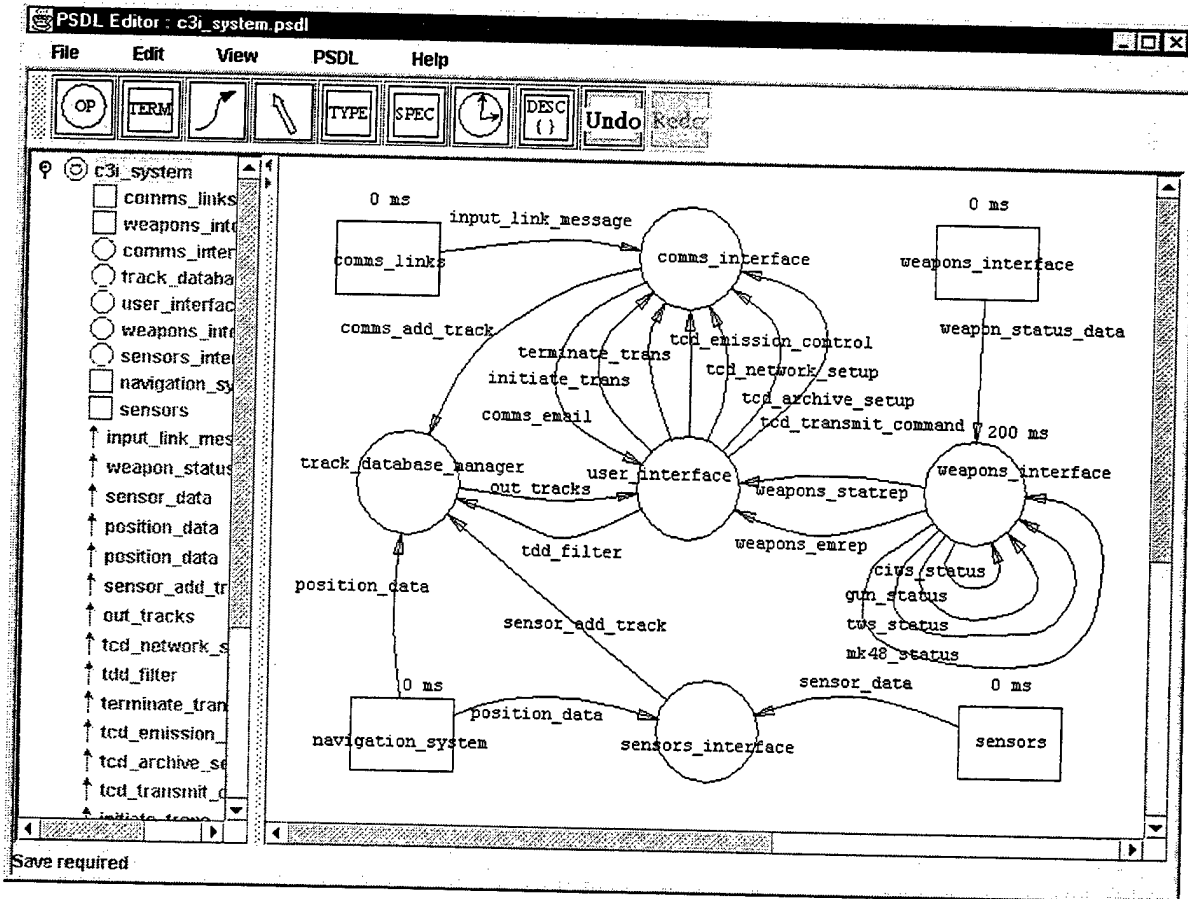 PSDL Editor : c3i_system.psdl
File Edit View PSDL Help
OP TERM TYPE SPEC DESC { } Undo Redo
c3i_system
comms_links
weapons_inte
comms_inter
track_databa
user_interfac
weapons_inte
sensors_inte
navigation_sy
sensors
input_link_mes
weapon_status
sensor_data
position_data
position_data
sensor_add_tr
out_tracks
tcd_network_s
tdd_filter
terminate_tran
tcd_emission_
tcd_archive_se
tcd_transmit_c
initiate_trans
0 ms
comms_links
input_link_message
comms_interface
0 ms
weapons_interface
weapon_status_data
comms_add_track
terminate_trans
initiate_trans
comms_email
tcd_emission_control
tcd_network_setup
tcd_archive_setup
tcd_transmit_command
200 ms
track_database_manager
out_tracks
user_interface
weapons_statrep
weapons_interface
tdd_filter
weapons_emrep
ciws_status
gun_status
tws_status
mk48_status
position_data
sensor_add_track
0 ms
navigation_system
position_data
sensors_interface
sensor_data
0 ms
sensors
Save required